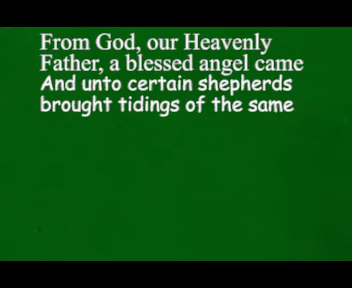 From God, our Heavenly
Father, a blessed angel came
And unto certain shepherds
brought tidings of the same